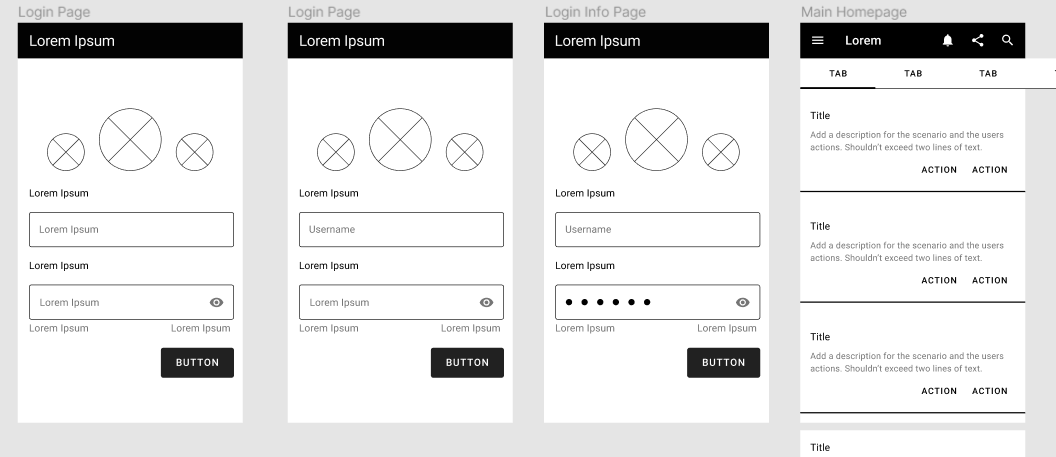 Login Page
Lorem Ipsum
Lorem Ipsum
Lorem Ipsum
Lorem Ipsum
Lorem Ipsum
Lorem Ipsum Lorem Ipsum
BUTTON
Login Page
Lorem Ipsum
Lorem Ipsum
Username
Lorem Ipsum
Lorem Ipsum
Lorem Ipsum Lorem Ipsum
BUTTON
Login Info Page
Lorem Ipsum
Lorem Ipsum
Username
Lorem Ipsum
Lorem Ipsum Lorem Ipsum
BUTTON
Main Homepage
Lorem
TAB TAB TAB
Title
Add a description for the scenario and the users
actions. Shouldn't exceed two lines of text.
ACTION ACTION
Title
Add a description for the scenario and the users
actions. Shouldn't exceed two lines of text.
ACTION ACTION
Title
Add a description for the scenario and the users
actions. Shouldn't exceed two lines of text.
ACTION ACTION
Title